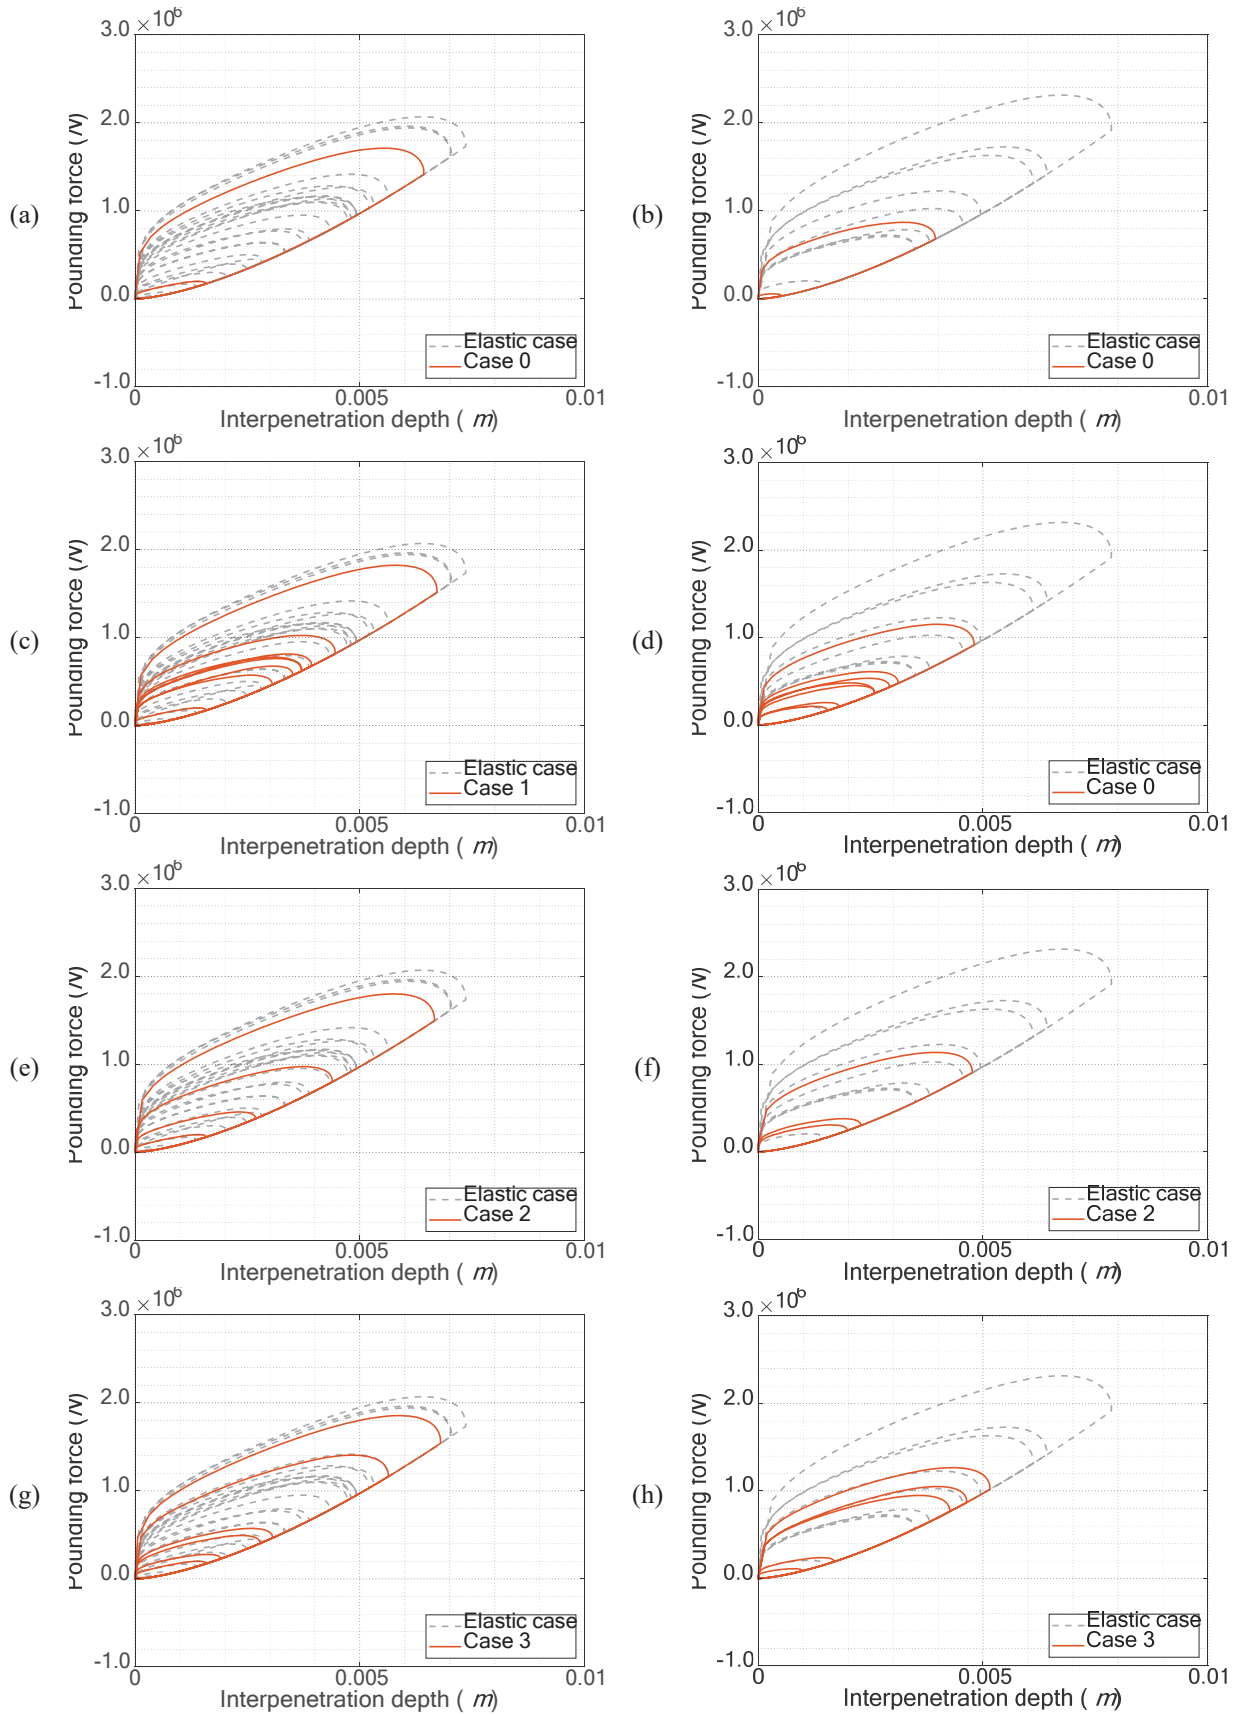 3.0 ×10⁶
2.0
1.0
0.0
-1.0
0
0.005
0.01
Pounding force (N)
Interpenetration depth ( m)
Elastic case
Case 0
(a)
3.0 ×10⁶
2.0
1.0
0.0
-1.0
0
0.005
0.01
Pounding force (N)
Interpenetration depth ( m)
Elastic case
Case 0
(b)
3.0 ×10⁶
2.0
1.0
0.0
-1.0
0
0.005
0.01
Pounding force (N)
Interpenetration depth ( m)
Elastic case
Case 1
(c)
3.0 ×10⁶
2.0
1.0
0.0
-1.0
0
0.005
0.01
Pounding force (N)
Interpenetration depth ( m)
Elastic case
Case 0
(d)
3.0 ×10⁶
2.0
1.0
0.0
-1.0
0
0.005
0.01
Pounding force (N)
Interpenetration depth ( m)
Elastic case
Case 2
(e)
3.0 ×10⁶
2.0
1.0
0.0
-1.0
0
0.005
0.01
Pounding force (N)
Interpenetration depth ( m)
Elastic case
Case 2
(f)
3.0 ×10⁶
2.0
1.0
0.0
-1.0
0
0.005
0.01
Pounding force (N)
Interpenetration depth ( m)
Elastic case
Case 3
(g)
3.0 ×10⁶
2.0
1.0
0.0
-1.0
0
0.005
0.01
Pounding force (N)
Interpenetration depth ( m)
Elastic case
Case 3
(h)